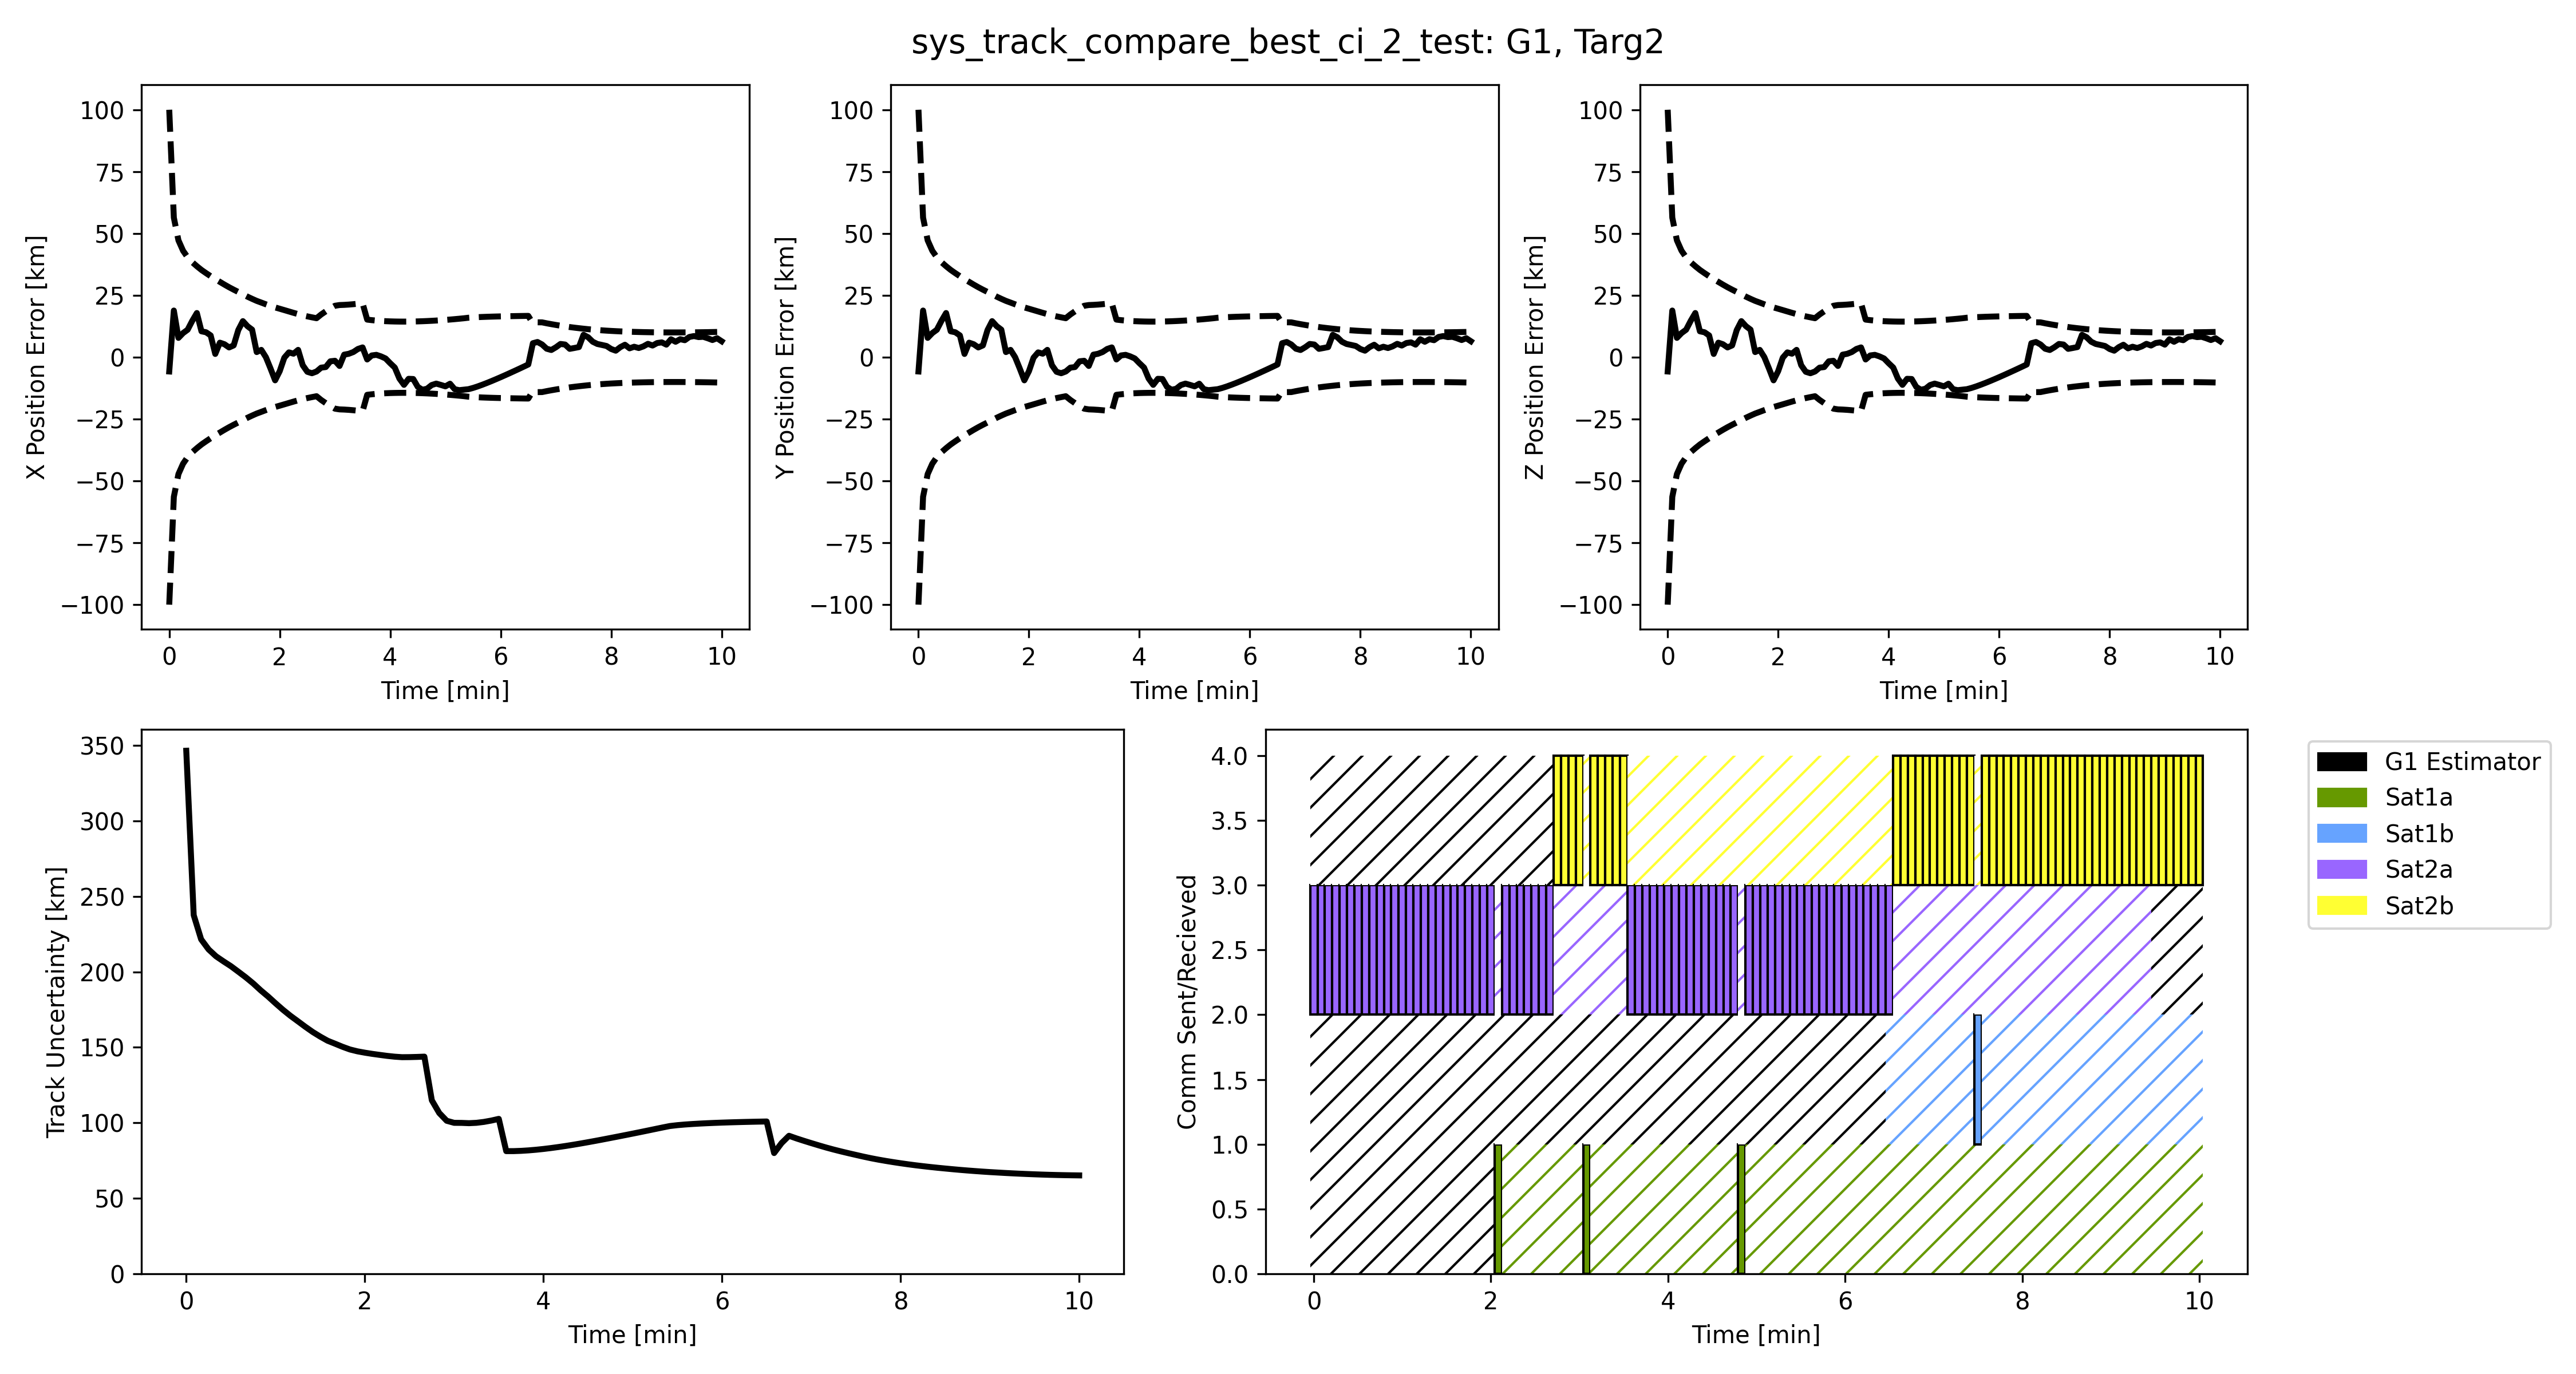 sys_track_compare_best_ci_2_test: G1, Targ2
100
75
50
25
0
−25
−50
−75
−100
X Position Error [km]
0 2 4 6 8 10
Time [min]
100
75
50
25
0
−25
−50
−75
−100
Y Position Error [km]
0 2 4 6 8 10
Time [min]
100
75
50
25
0
−25
−50
−75
−100
Z Position Error [km]
0 2 4 6 8 10
Time [min]
350
300
250
200
150
100
50
0
Track Uncertainty [km]
0 2 4 6 8 10
Time [min]
4.0
3.5
3.0
2.5
2.0
1.5
1.0
0.5
0.0
Comm Sent/Recieved
0 2 4 6 8 10
Time [min]
G1 Estimator
Sat1a
Sat1b
Sat2a
Sat2b